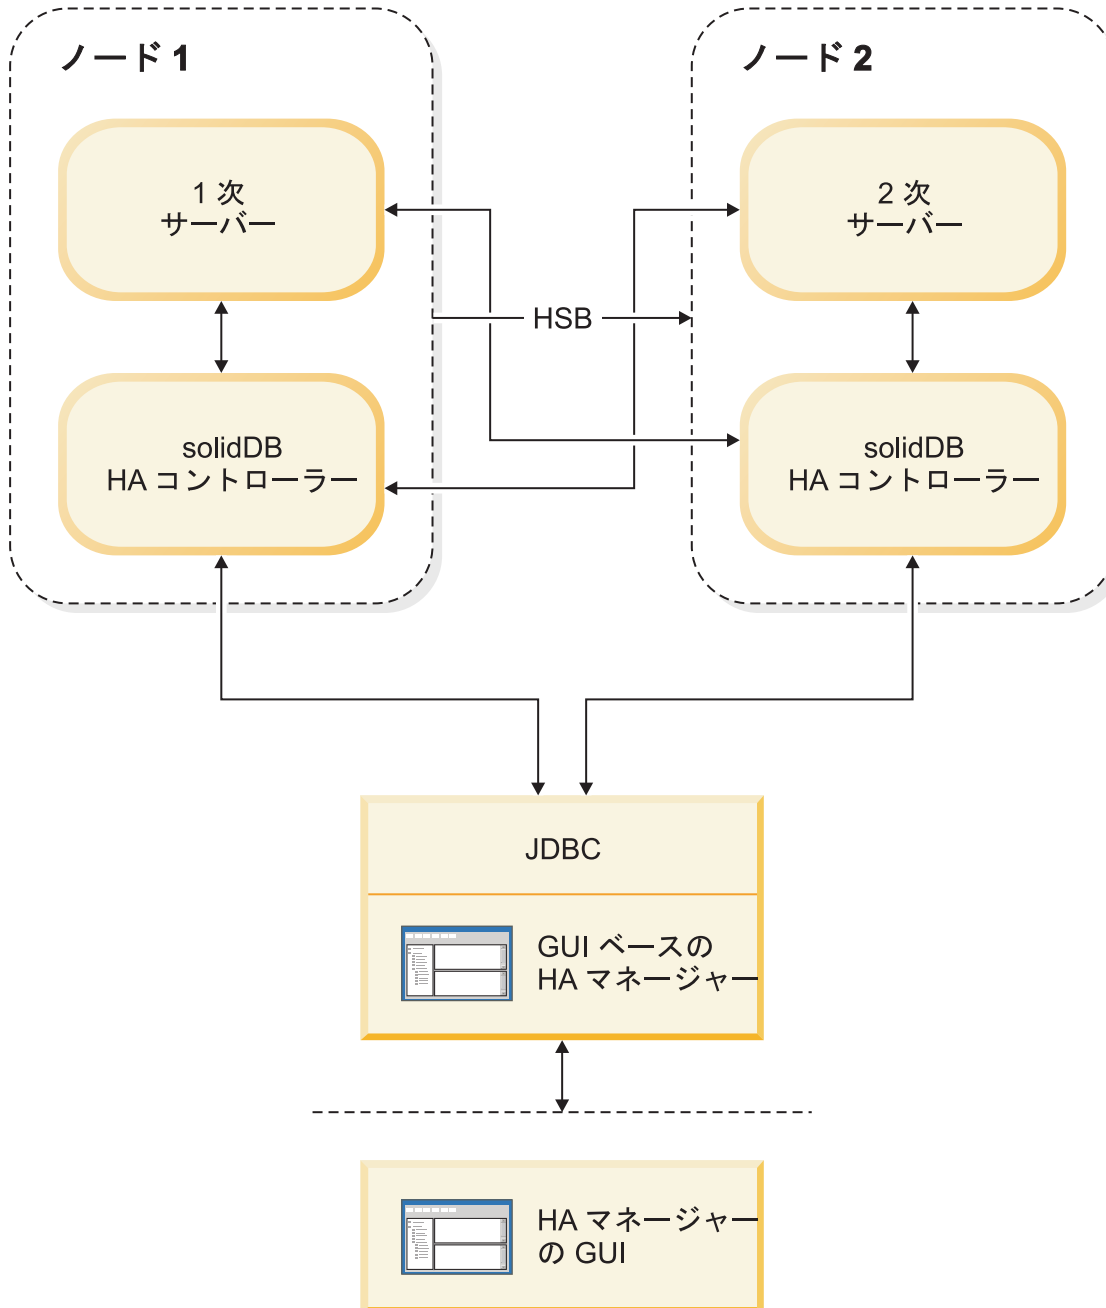 ノード 1
ノード 2
1 次
サーバー
2 次
サーバー
HSB
solidDB
HA コントローラー
solidDB
HA コントローラー
JDBC
GUI ベースの
HA マネージャー
HA マネージャー
の GUI